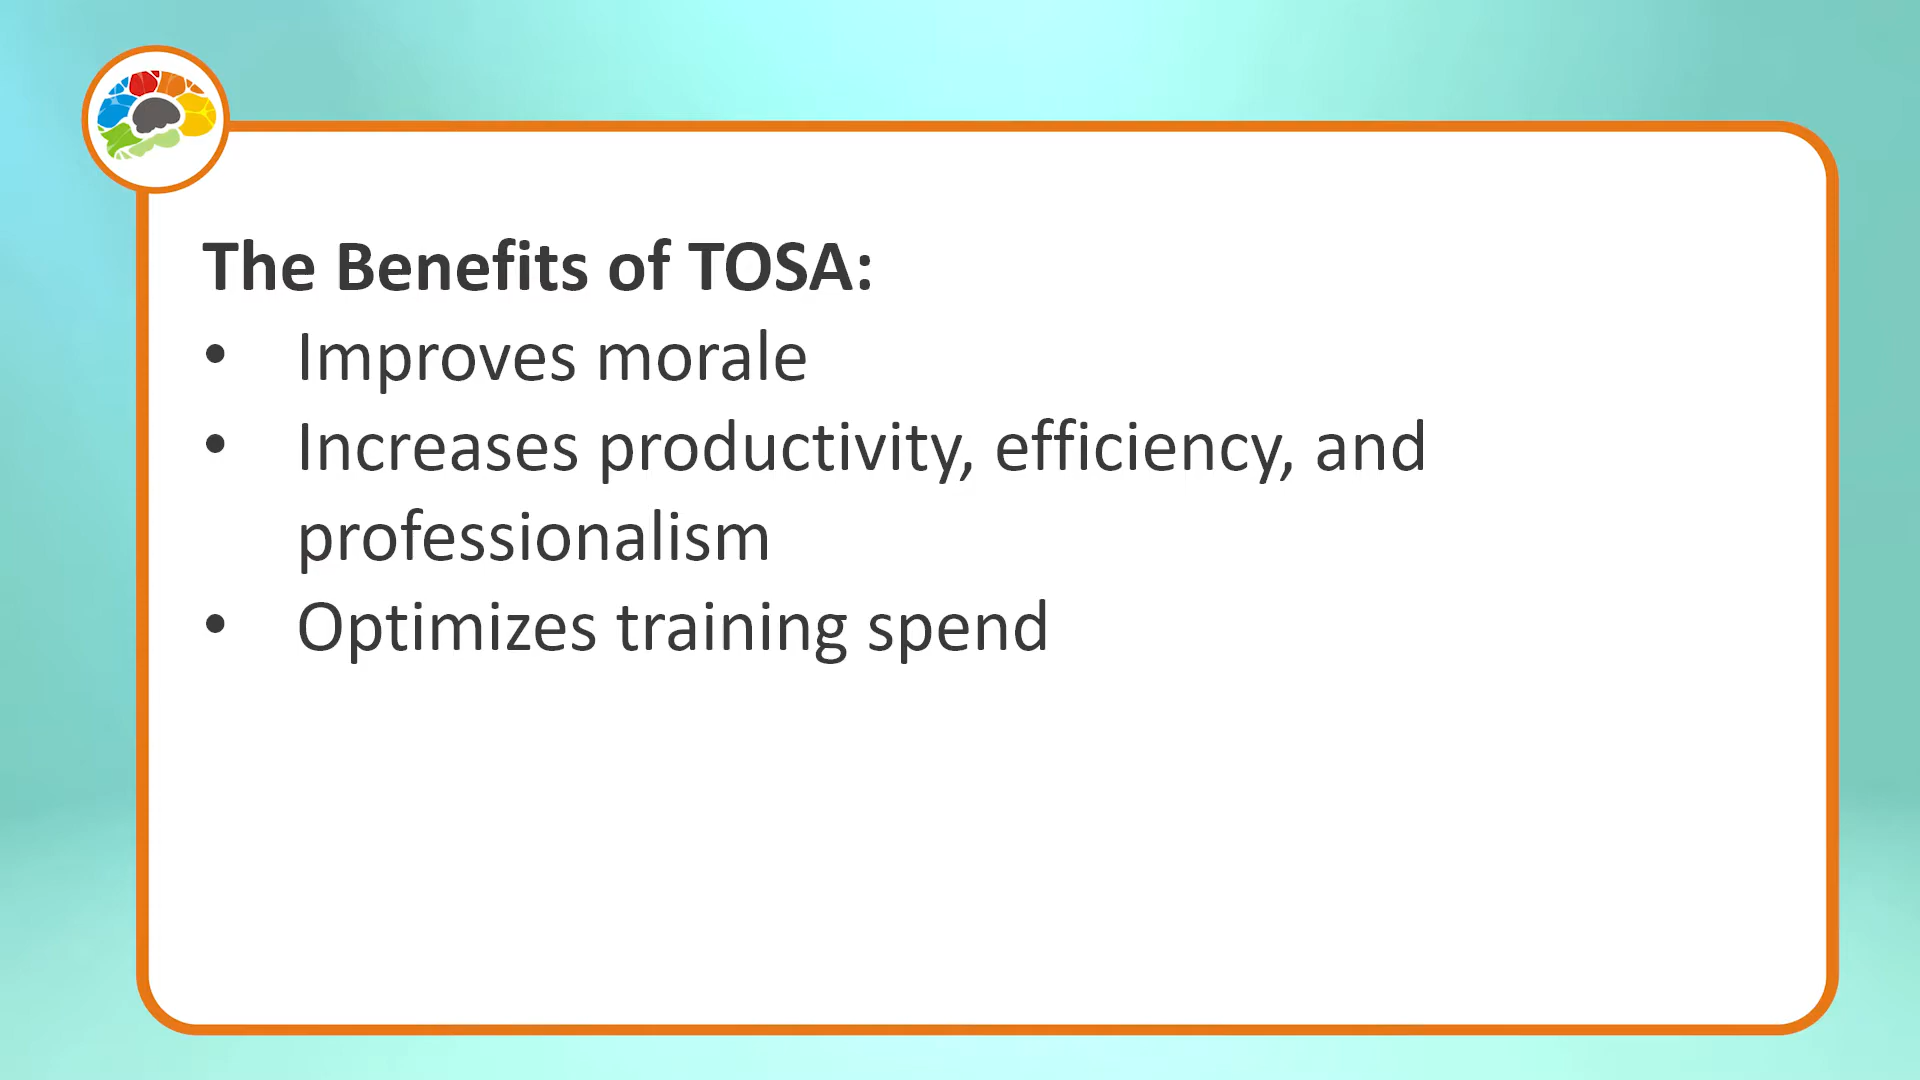 The Benefits of TOSA:
• Improves morale
• Increases productivity, efficiency, and
professionalism
• Optimizes training spend